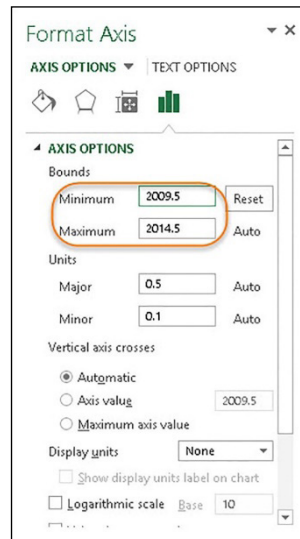 Format Axis
AXIS OPTIONS TEXT OPTIONS
AXIS OPTIONS
Bounds
Minimum 2009.5 Reset
Maximum 2014.5 Auto
Units
Major 0.5 Auto
Minor 0.1 Auto
Vertical axis crosses
Automatic
Axis value 2009.5
Maximum axis value
Display units None
Show display units label on chart
Logarithmic scale Base 10